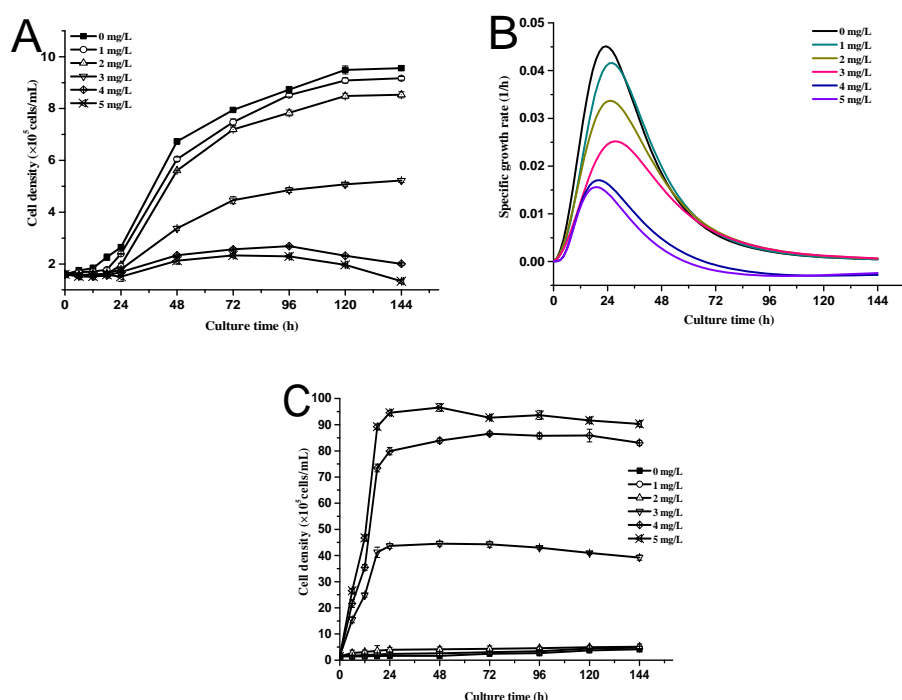 A
0 mg/L
1 mg/L
2 mg/L
3 mg/L
4 mg/L
5 mg/L
10
8
6
4
2
Cell density (×10⁵cells/mL)
0 24 48 72 96 120 144
Culture time (h)
B
0 mg/L
1 mg/L
2 mg/L
3 mg/L
4 mg/L
5 mg/L
0.05
0.04
0.03
0.02
0.01
0.00
Specific growth rate (1/h)
0 24 48 72 96 120 144
Culture time (h)
C
100
90
80
70
60
50
40
30
20
10
0
Cell density (×10⁵cells/mL)
0 mg/L
1 mg/L
2 mg/L
3 mg/L
4 mg/L
5 mg/L
0 24 48 72 96 120 144
Culture time (h)